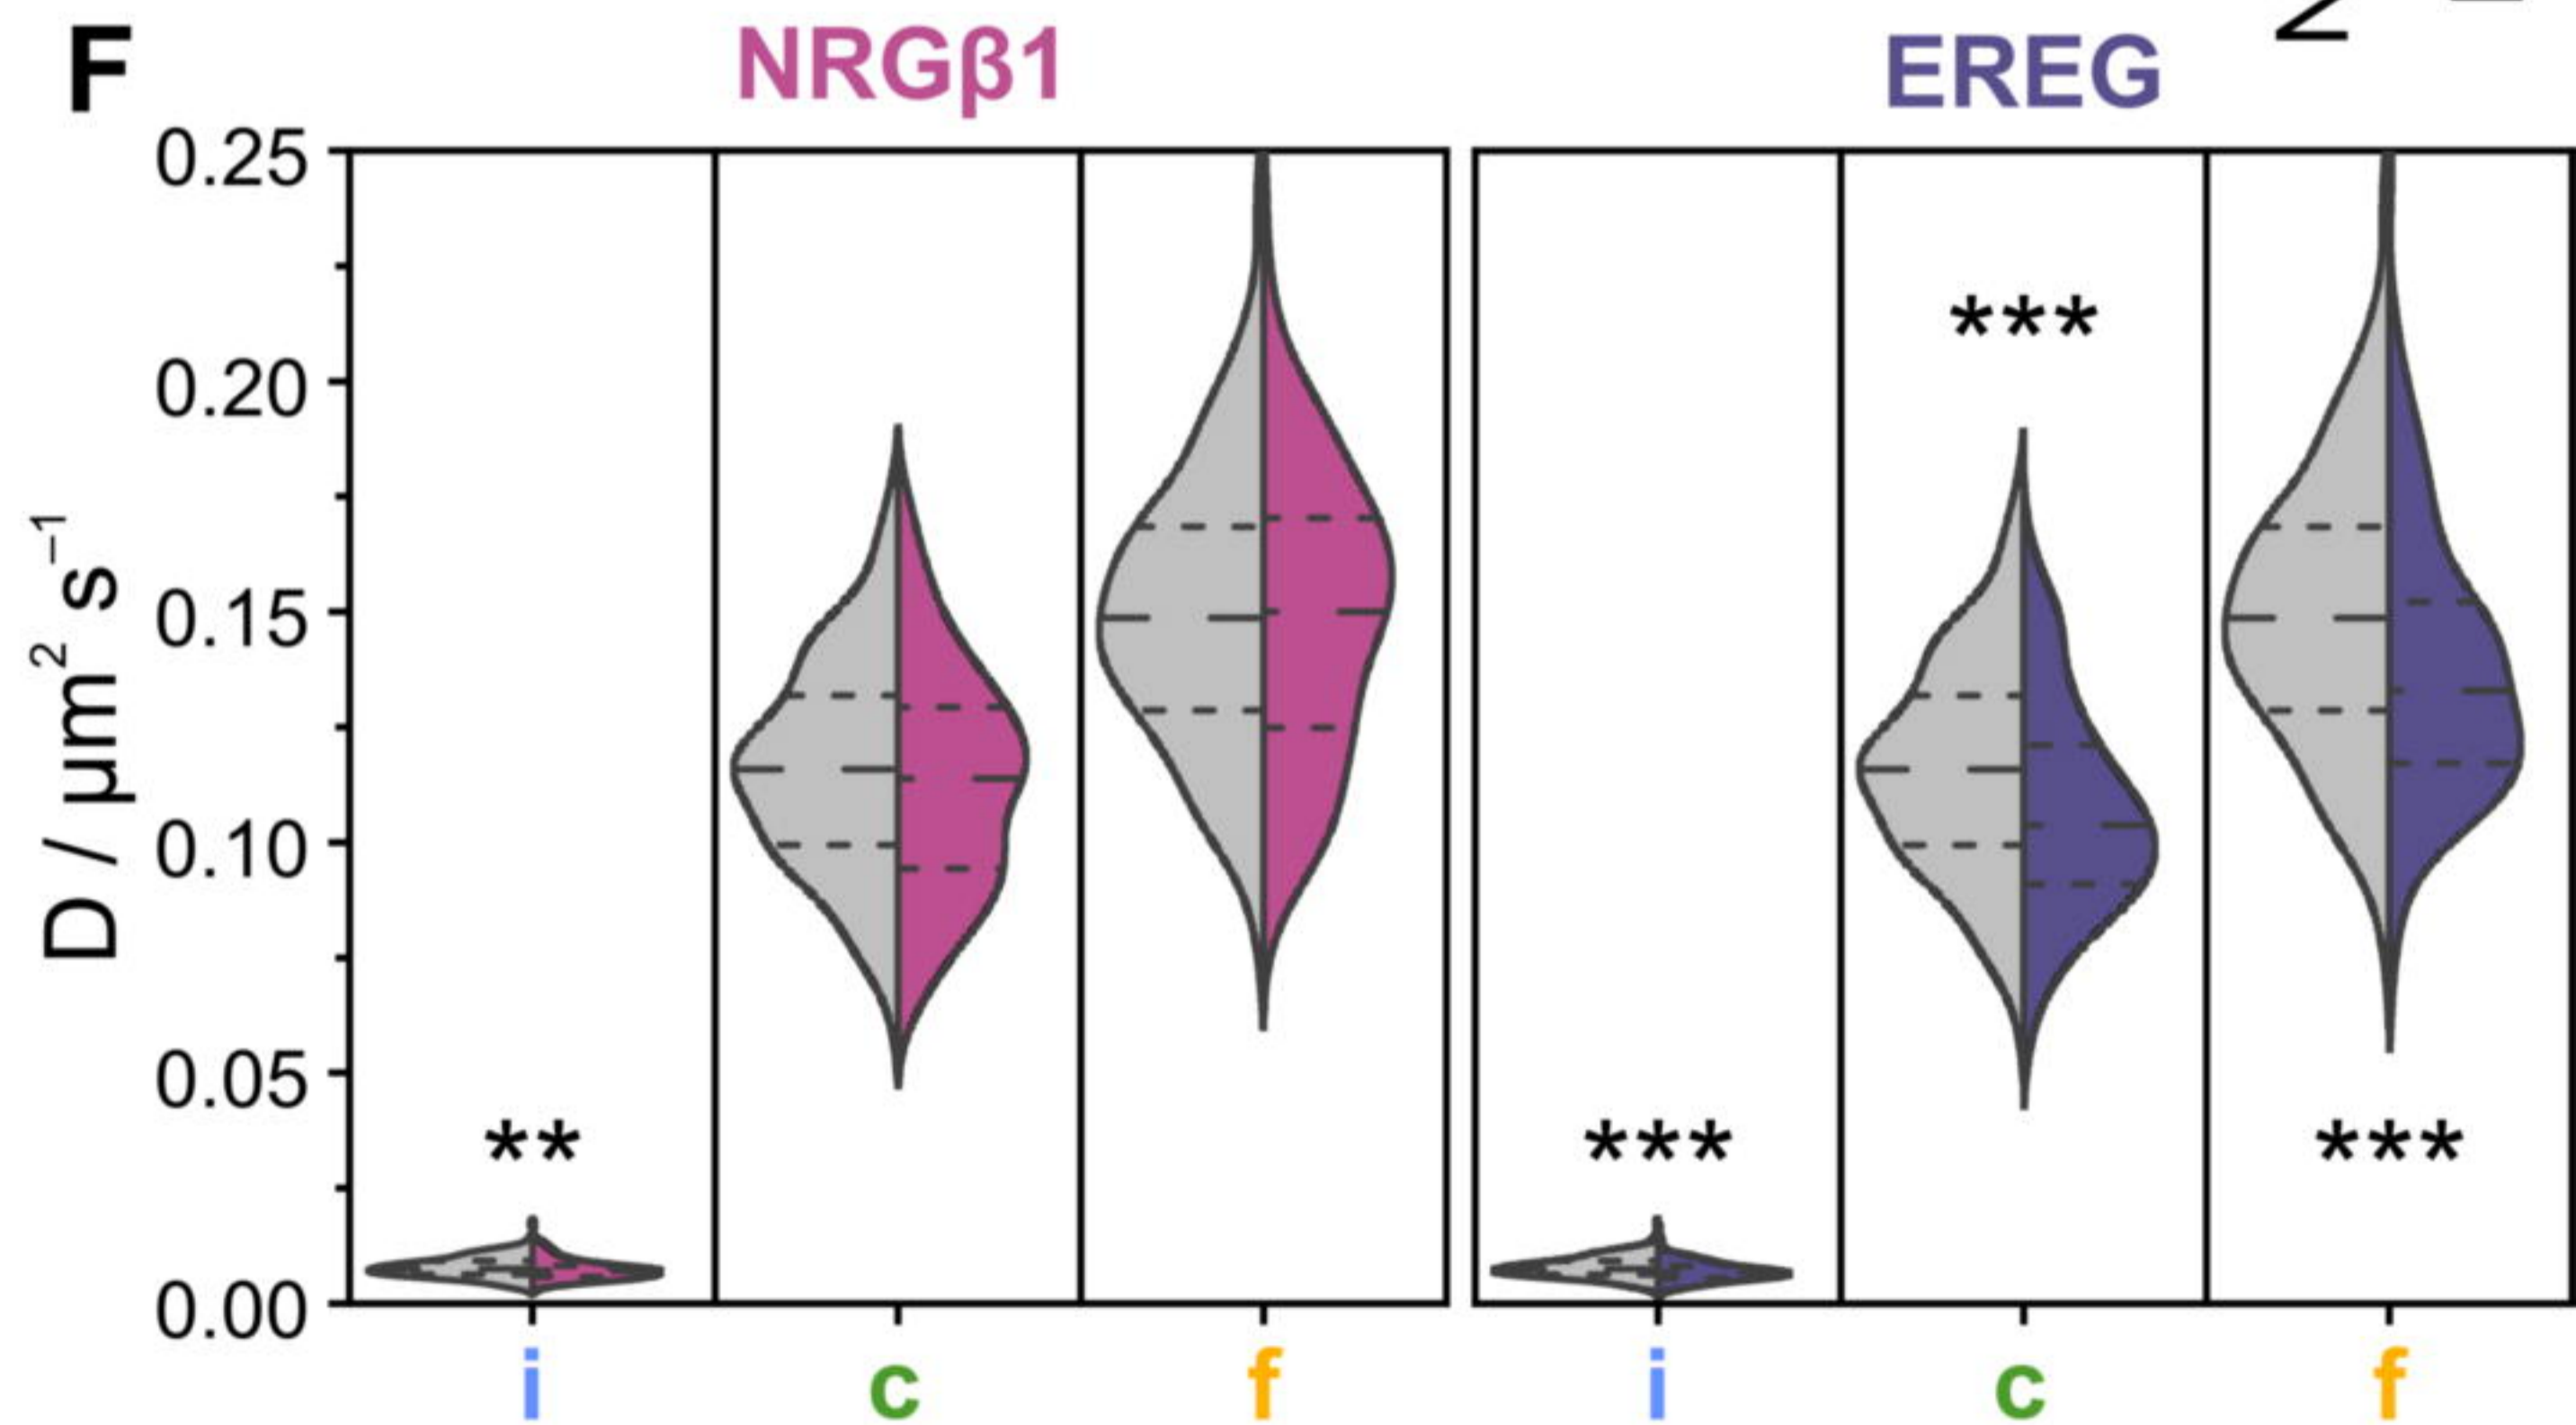 F
NRGβ1
EREG
0.25
0.20
0.15
0.10
0.05
0.00
D / μm² s⁻¹
**
***
***
***
i c f
i c f